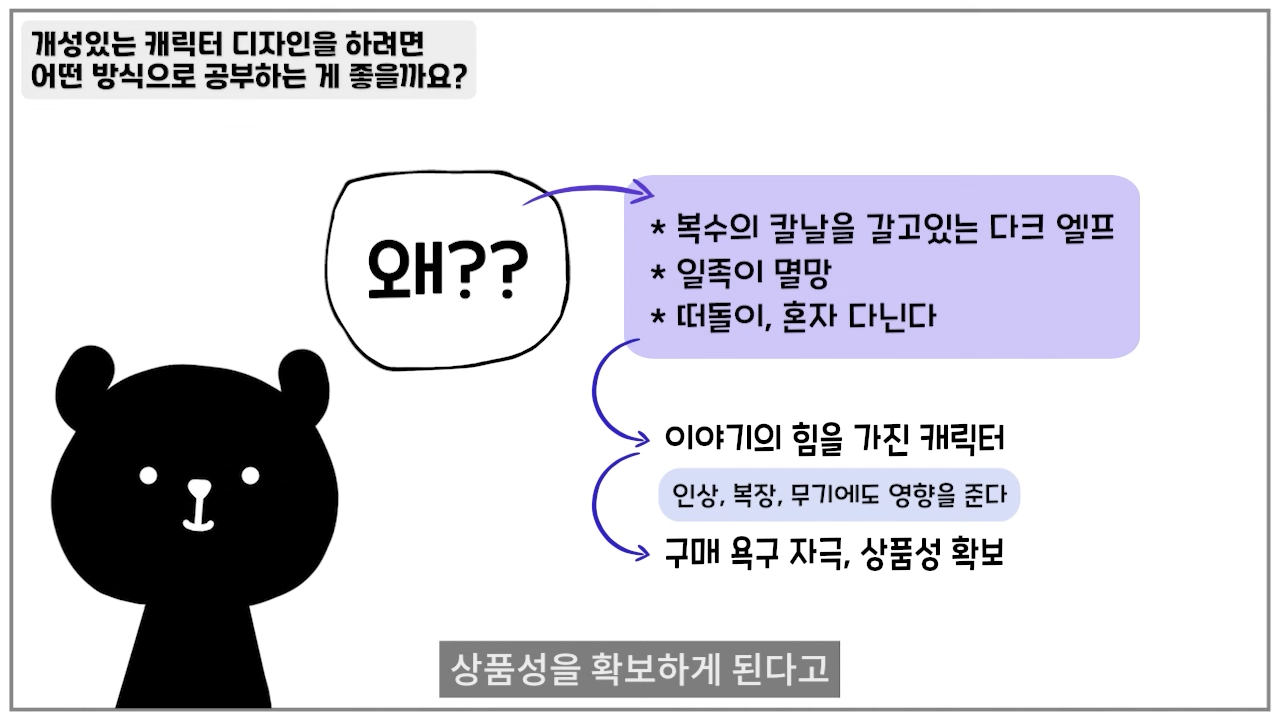 개성있는 캐릭터 디자인을 하려면
어떤 방식으로 공부하는 게 좋을까요?
왜??
* 복수의 칼날을 갈고있는 다크 엘프
* 일족이 멸망
* 떠돌이, 혼자 다닌다
이야기의 힘을 가진 캐릭터
인상, 복장, 무기에도 영향을 준다
구매 욕구 자극, 상품성 확보
상품성을 확보하게 된다고